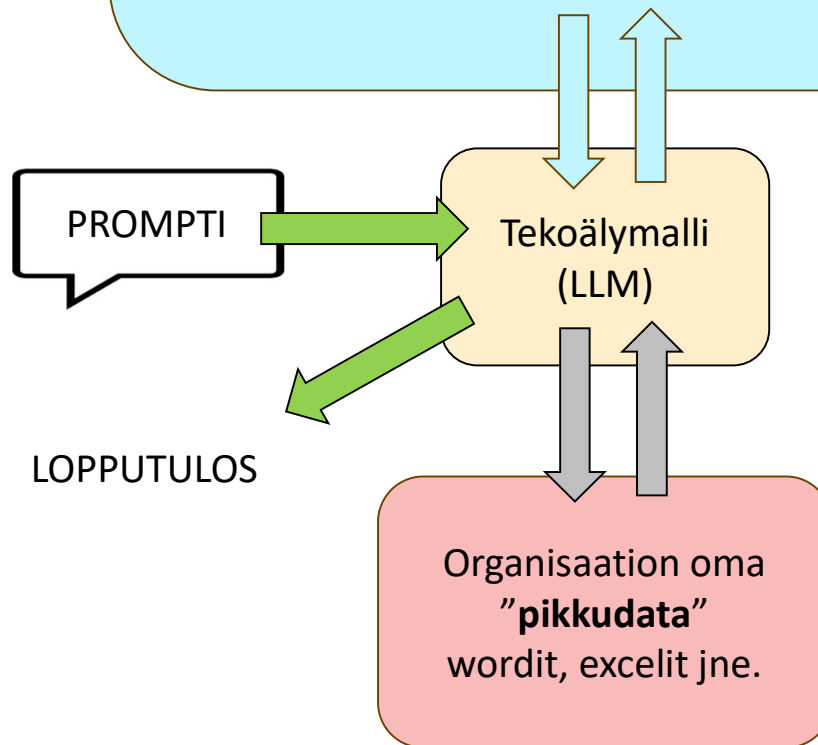 PROMPTI
Tekoälymalli
(LLM)
LOPPUTULOS
Organisaation oma
”pikkudata”
wordit, excelit jne.